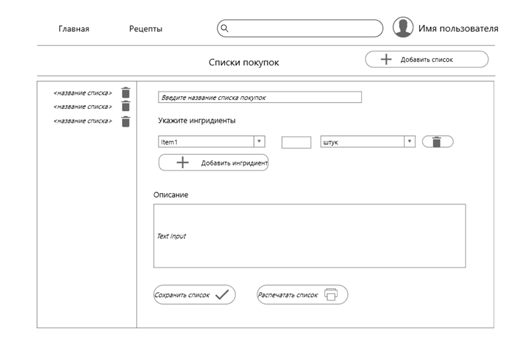 Главная
Рецепты
Имя пользователя
Списки покупок
Добавить список
<название списка>
<название списка>
<название списка>
Введите название списка покупок
Укажите ингридиенты
Item1
штук
Добавить ингридиент
Описание
Text Input
Сохранить список
Распечатать список